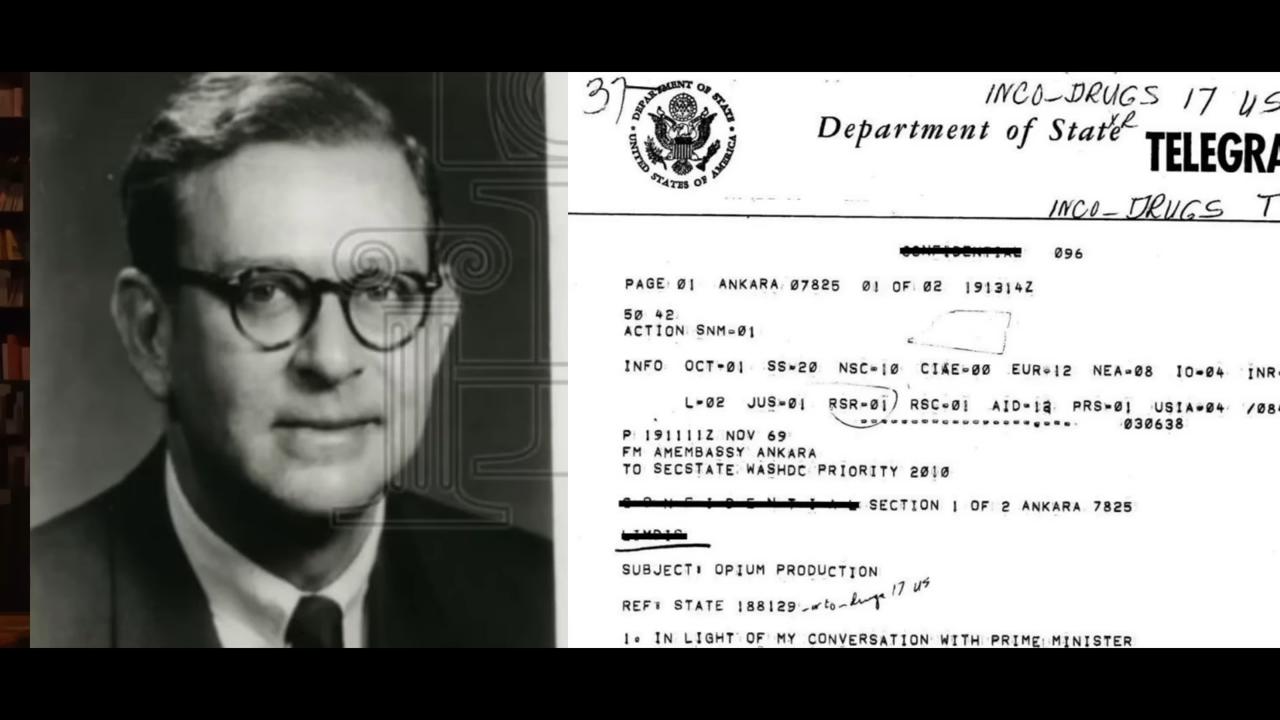 37
DEPARTMENT OF STATE
UNITED STATES OF AMERICA
INCO-DRUGS 17 US
Department of State
TELEGRA
INCO-DRUGS T
CONFIDENTIAL 096
PAGE 01 ANKARA 07825 01 OF 02 191314Z
50 42
ACTION SNM-01
INFO OCT-01 SS-20 NSC-10 CIAE-00 EUR-12 NEA-08 IO-04 INR-
L-02 JUS-01 RSR-01 RSC-01 AID-12 PRS-01 USIA-04 /08
030638
P 191111Z NOV 69
FM AMEMBASSY ANKARA
TO SECSTATE WASHDC PRIORITY 2010
C O N F I D E N T I A L SECTION 1 OF 2 ANKARA 7825
LIMDIS
SUBJECT: OPIUM PRODUCTION
REF: STATE 188129 17 US
1. IN LIGHT OF MY CONVERSATION WITH PRIME MINISTER